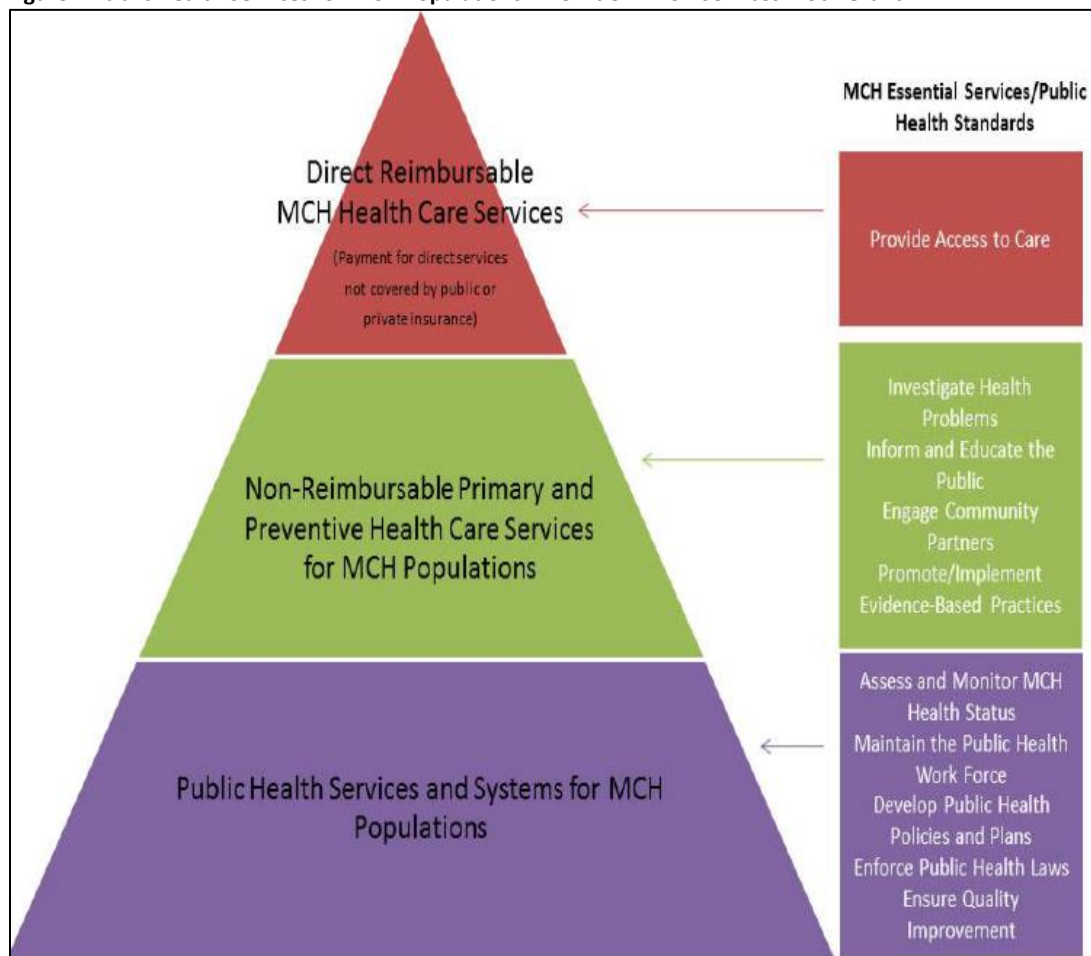 Direct Reimbursable
MCH Health Care Services
(Payment for direct services
not covered by public or
private insurance)
Non-Reimbursable Primary and
Preventive Health Care Services
for MCH Populations
Public Health Services and Systems for MCH
Populations
MCH Essential Services/Public
Health Standards
Provide Access to Care
Investigate Health
Problems
Inform and Educate the
Public
Engage Community
Partners
Promote/Implement
Evidence-Based Practices
Assess and Monitor MCH
Health Status
Maintain the Public Health
Work Force
Develop Public Health
Policies and Plans
Enforce Public Health Laws
Ensure Quality
Improvement